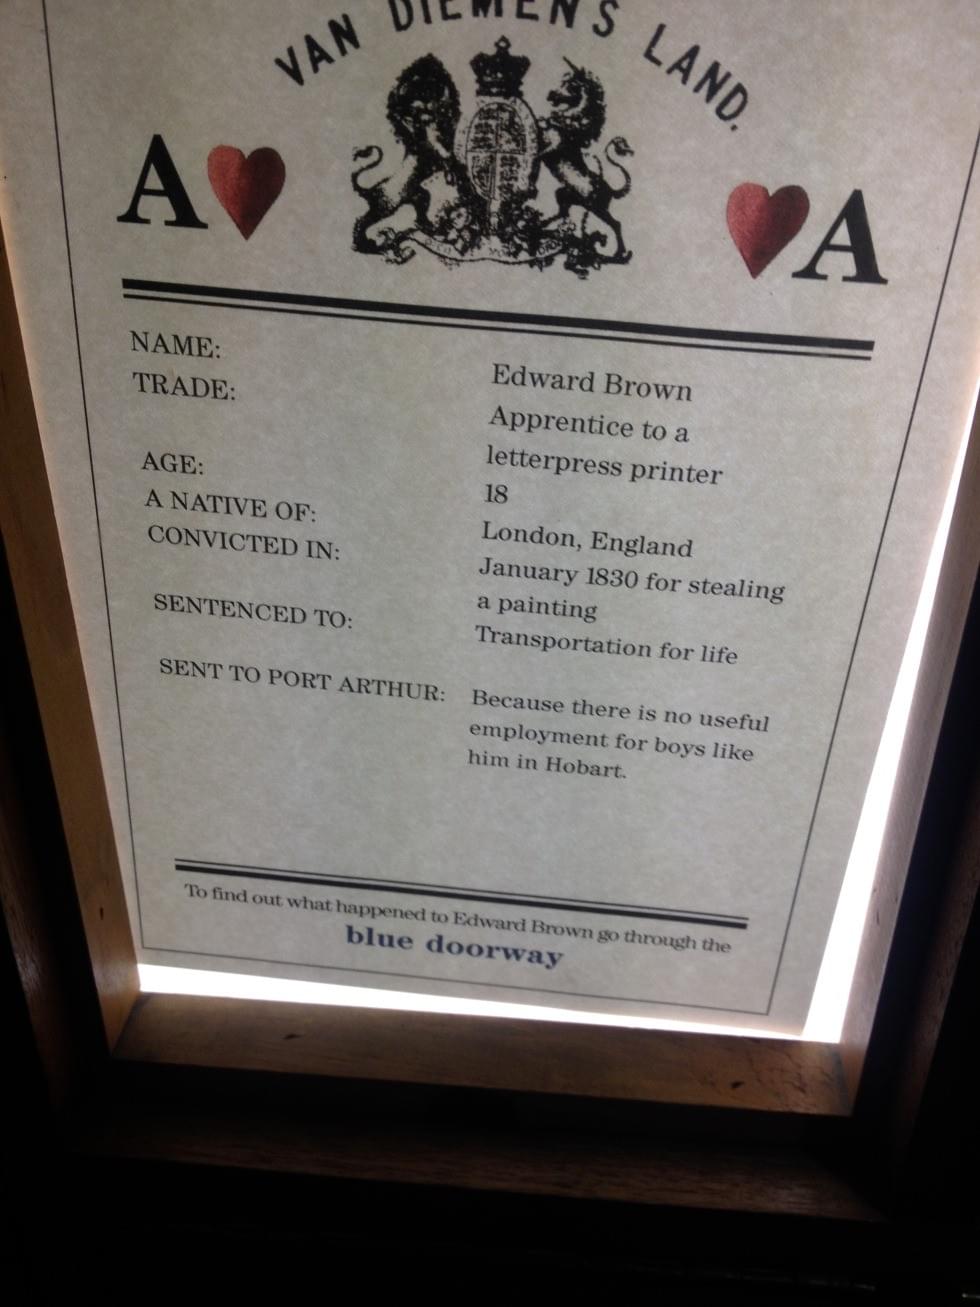 VAN DIEMEN'S LAND.
A A
NAME: Edward Brown
TRADE: Apprentice to a
letterpress printer
AGE: 18
A NATIVE OF: London, England
CONVICTED IN: January 1830 for stealing
a painting
SENTENCED TO: Transportation for life
SENT TO PORT ARTHUR: Because there is no useful
employment for boys like
him in Hobart.
To find out what happened to Edward Brown go through the
blue doorway